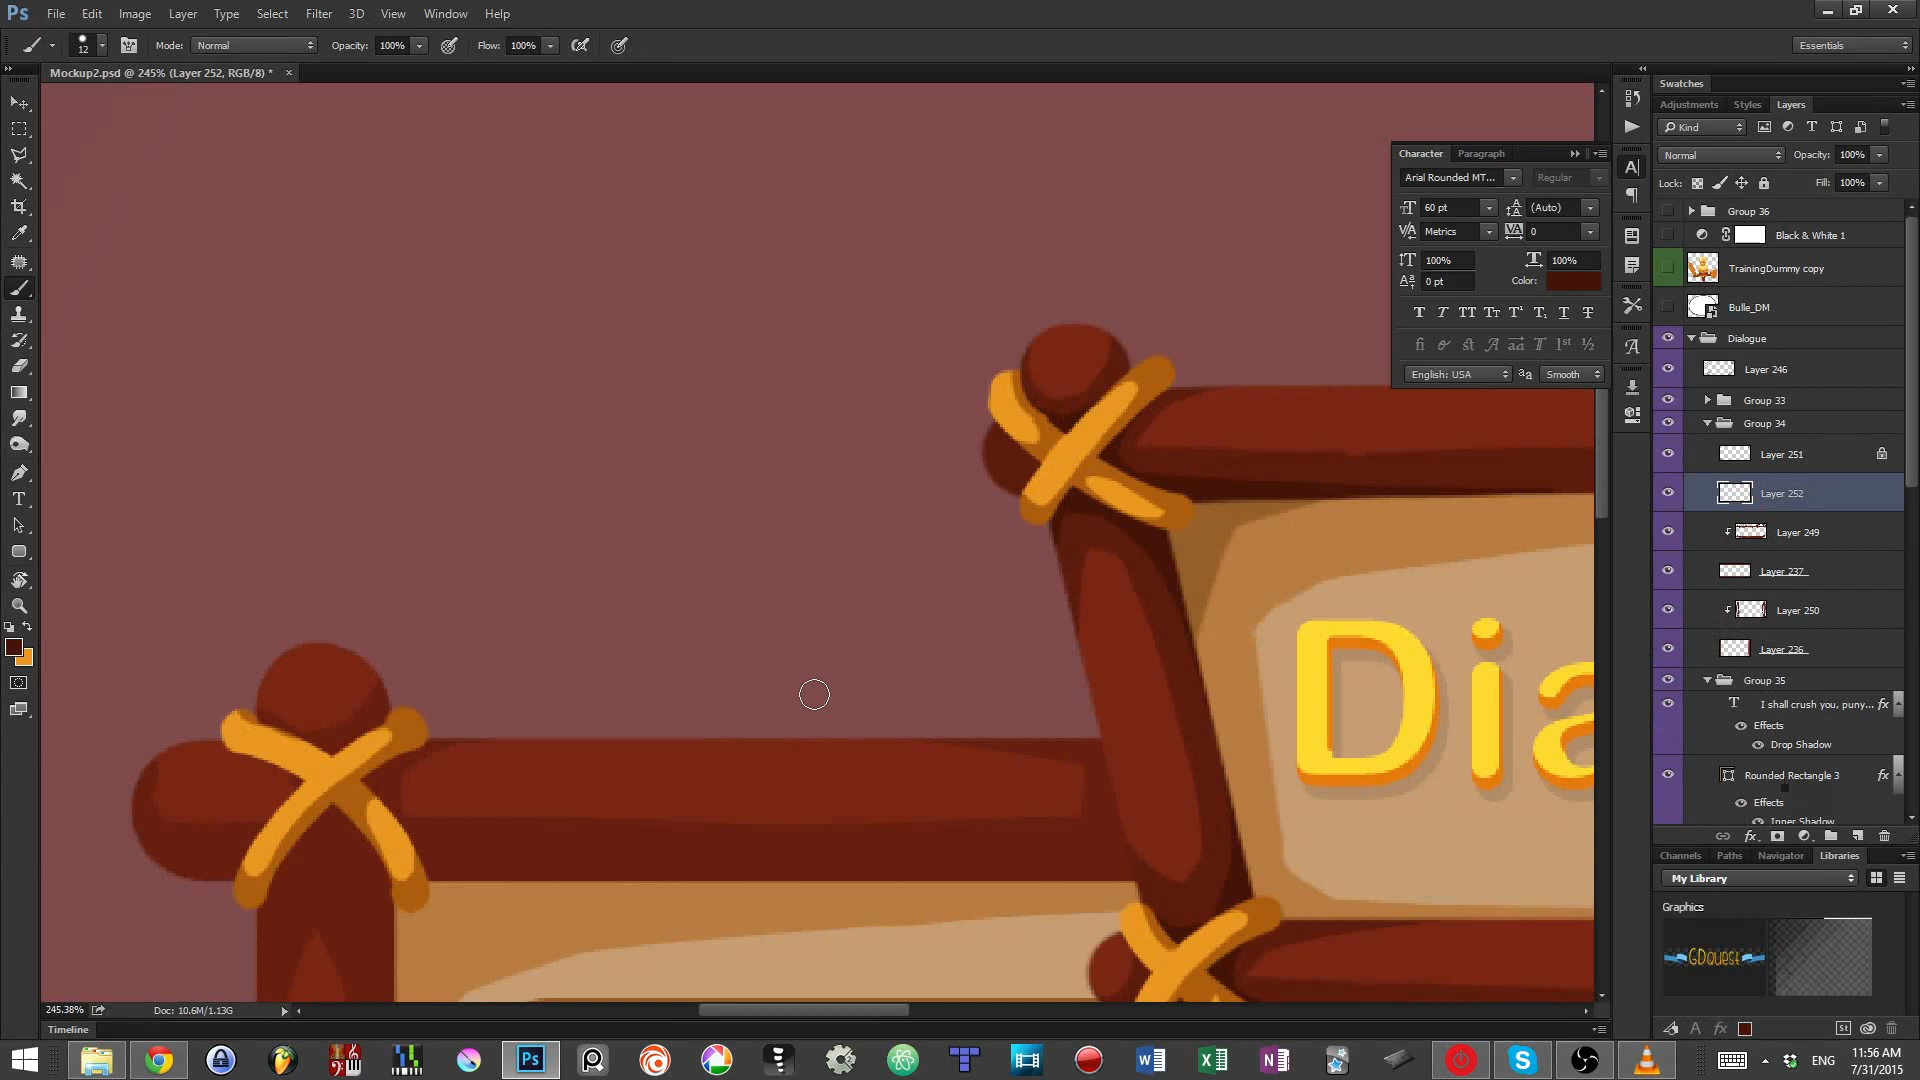 Ps File Edit Image Layer Type Select Filter 3D View Window Help
12 Mode: Normal Opacity: 100% Flow: 100% Essentials
Mockup2.psd @ 245% (Layer 252, RGB/8) * ×
Swatches
Adjustments Styles Layers
Kind
Normal Opacity: 100%
Lock: Fill: 100%
Group 36
Black & White 1
TrainingDummy copy
Bulle_DM
Dialogue
Layer 246
Group 33
Group 34
Layer 251
Layer 252
Layer 249
Layer 237
Layer 250
Layer 236
Group 35
I shall crush you, puny... fx
Effects
Drop Shadow
Rounded Rectangle 3 fx
Effects
Inner Shadow
Character Paragraph
Arial Rounded MT... Regular
60 pt (Auto)
Metrics 0
100% 100%
0 pt Color:
English: USA Smooth
Dia
Channels Paths Navigator Libraries
My Library
Graphics
GDquest
245.38% Doc: 10.6M/1.13G
Timeline
ENG
11:56 AM
7/31/2015